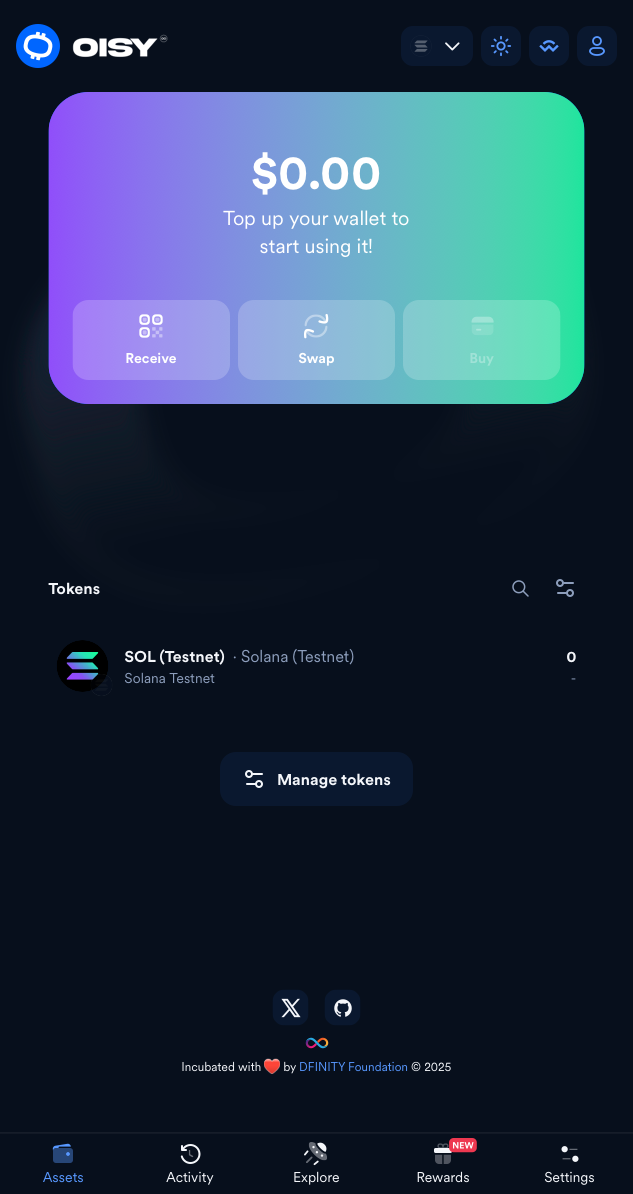 OISY
$0.00
Top up your wallet to
start using it!
Receive
Swap
Buy
Tokens
SOL (Testnet) · Solana (Testnet)
0
Solana Testnet
-
Manage tokens
Incubated with ❤️ by DFINITY Foundation © 2025
NEW
Assets
Activity
Explore
Rewards
Settings